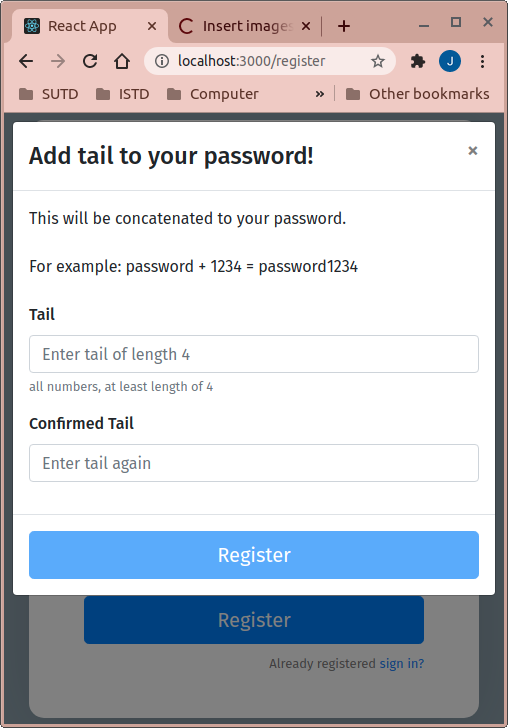 React App
Insert images
localhost:3000/register
J
SUTD
ISTD
Computer
»
Other bookmarks
Add tail to your password!
×
This will be concatenated to your password.
For example: password + 1234 = password1234
Tail
Enter tail of length 4
all numbers, at least length of 4
Confirmed Tail
Enter tail again
Register
Register
Already registered sign in?